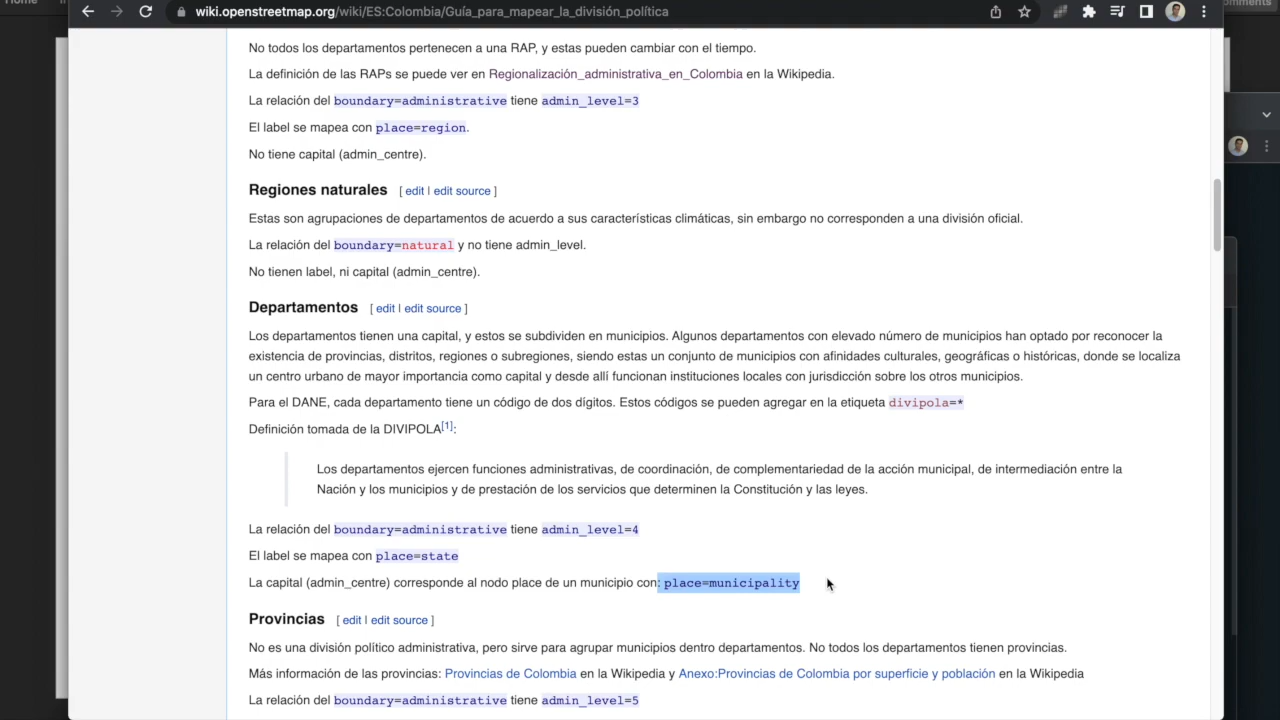 Home
wiki.openstreetmap.org/wiki/ES:Colombia/Guía_para_mapear_la_división_política
No todos los departamentos pertenecen a una RAP, y estas pueden cambiar con el tiempo.
La definición de las RAPs se puede ver en Regionalización_administrativa_en_Colombia en la Wikipedia.
La relación del boundary=administrative tiene admin_level=3
El label se mapea con place=region.
No tiene capital (admin_centre).
Regiones naturales [ edit | edit source ]
Estas son agrupaciones de departamentos de acuerdo a sus características climáticas, sin embargo no corresponden a una división oficial.
La relación del boundary=natural y no tiene admin_level.
No tienen label, ni capital (admin_centre).
Departamentos [ edit | edit source ]
Los departamentos tienen una capital, y estos se subdividen en municipios. Algunos departamentos con elevado número de municipios han optado por reconocer la
existencia de provincias, distritos, regiones o subregiones, siendo estas un conjunto de municipios con afinidades culturales, geográficas o históricas, donde se localiza
un centro urbano de mayor importancia como capital y desde allí funcionan instituciones locales con jurisdicción sobre los otros municipios.
Para el DANE, cada departamento tiene un código de dos dígitos. Estos códigos se pueden agregar en la etiqueta divipola=*
Definición tomada de la DIVIPOLA[1]:
Los departamentos ejercen funciones administrativas, de coordinación, de complementariedad de la acción municipal, de intermediación entre la
Nación y los municipios y de prestación de los servicios que determinen la Constitución y las leyes.
La relación del boundary=administrative tiene admin_level=4
El label se mapea con place=state
La capital (admin_centre) corresponde al nodo place de un municipio con: place=municipality
Provincias [ edit | edit source ]
No es una división político administrativa, pero sirve para agrupar municipios dentro departamentos. No todos los departamentos tienen provincias.
Más información de las provincias: Provincias de Colombia en la Wikipedia y Anexo:Provincias de Colombia por superficie y población en la Wikipedia
La relación del boundary=administrative tiene admin_level=5